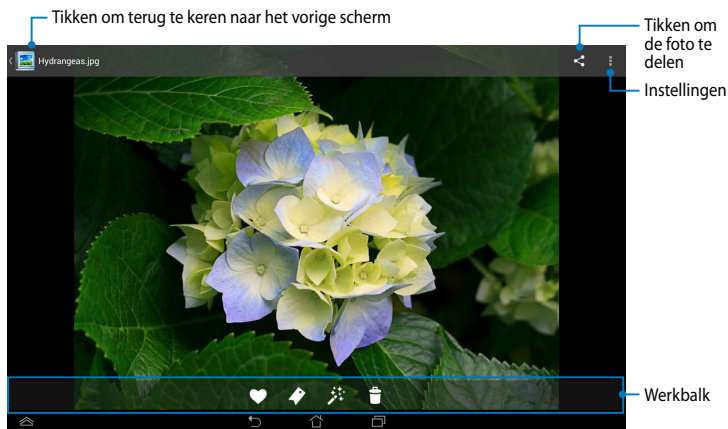 Tikken om terug te keren naar het vorige scherm
Tikken om
de foto te
delen
Hydrangeas.jpg
Instellingen
Werkbalk